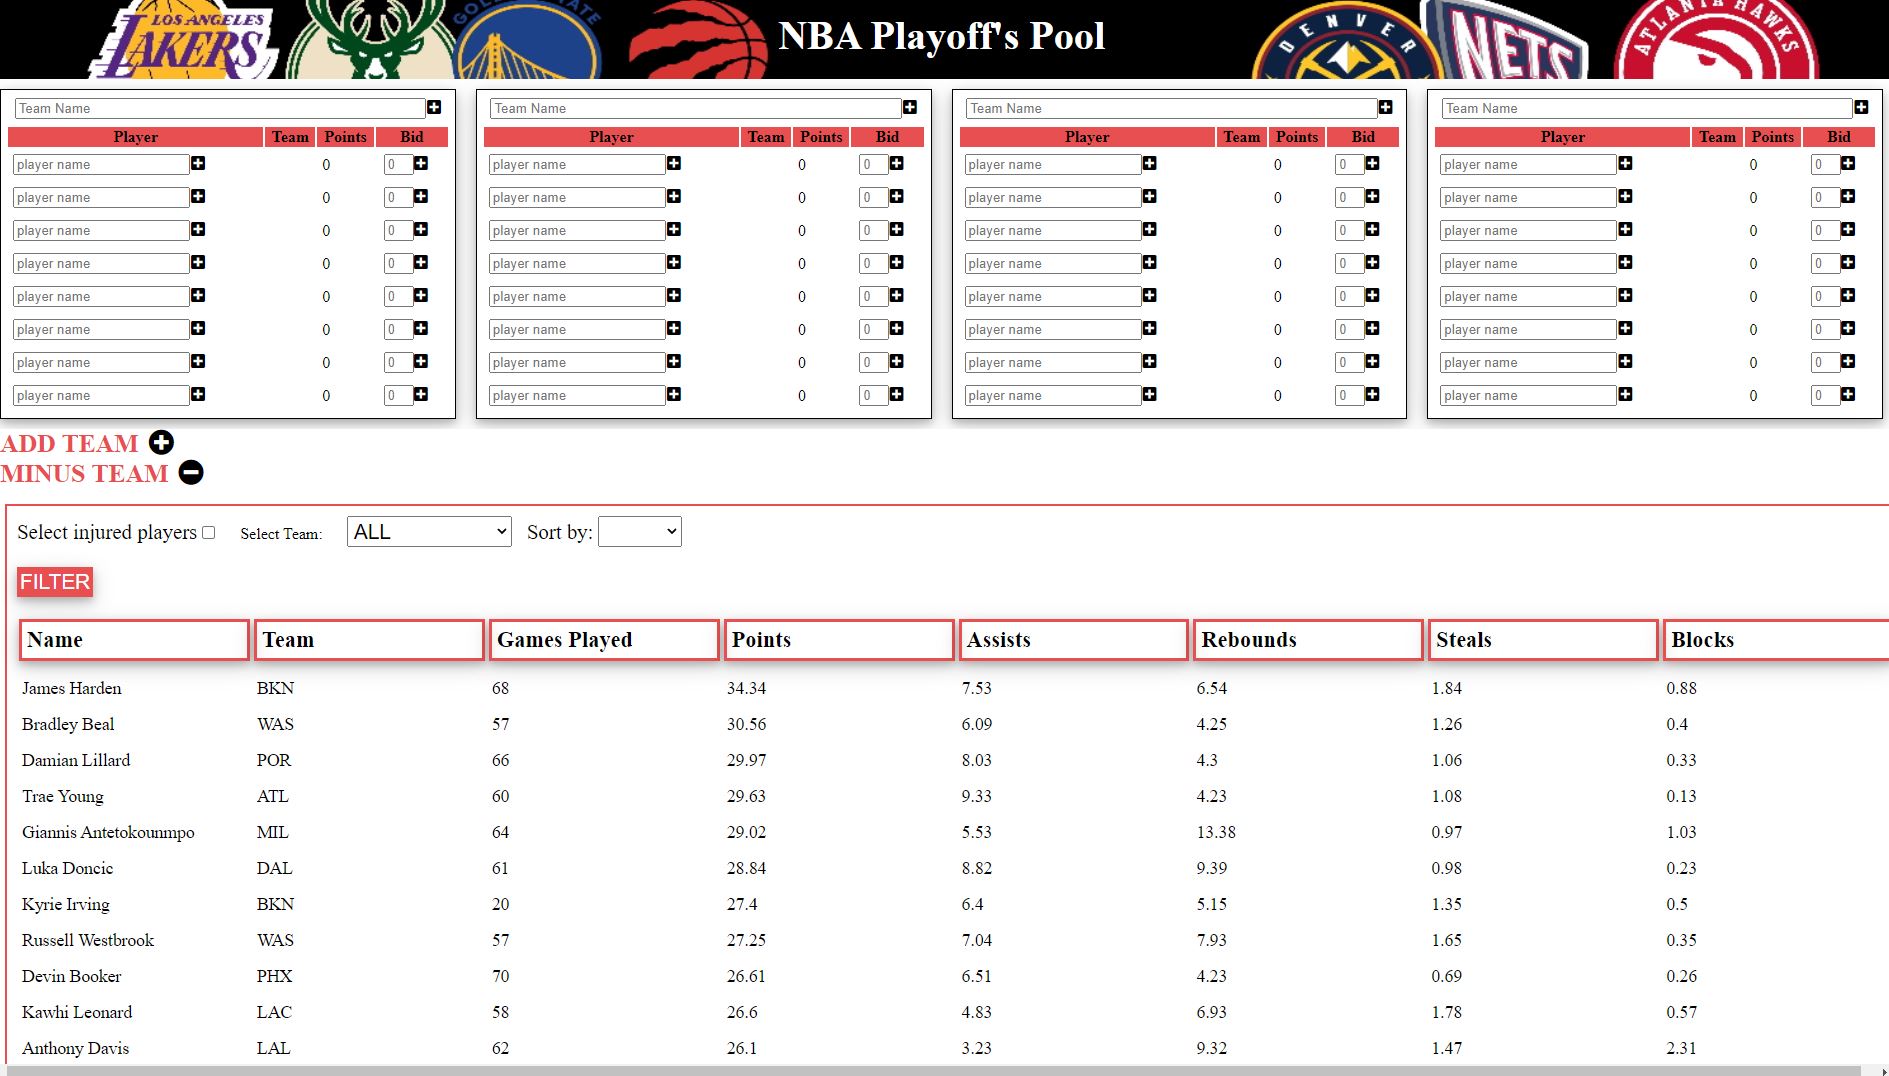 LOS ANGELES
LAKERS
GOLDEN STATE
NBA Playoff's Pool
DENVER
NETS
ATLANTA HAWKS
Team Name Team Name Team Name Team Name
Player Team Points Bid Player Team Points Bid Player Team Points Bid Player Team Points Bid
player name 0 0 player name 0 0 player name 0 0 player name 0 0
player name 0 0 player name 0 0 player name 0 0 player name 0 0
player name 0 0 player name 0 0 player name 0 0 player name 0 0
player name 0 0 player name 0 0 player name 0 0 player name 0 0
player name 0 0 player name 0 0 player name 0 0 player name 0 0
player name 0 0 player name 0 0 player name 0 0 player name 0 0
player name 0 0 player name 0 0 player name 0 0 player name 0 0
player name 0 0 player name 0 0 player name 0 0 player name 0 0
ADD TEAM
MINUS TEAM
Select injured players Select Team: ALL Sort by:
FILTER
Name Team Games Played Points Assists Rebounds Steals Blocks
James Harden BKN 68 34.34 7.53 6.54 1.84 0.88
Bradley Beal WAS 57 30.56 6.09 4.25 1.26 0.4
Damian Lillard POR 66 29.97 8.03 4.3 1.06 0.33
Trae Young ATL 60 29.63 9.33 4.23 1.08 0.13
Giannis Antetokounmpo MIL 64 29.02 5.53 13.38 0.97 1.03
Luka Doncic DAL 61 28.84 8.82 9.39 0.98 0.23
Kyrie Irving BKN 20 27.4 6.4 5.15 1.35 0.5
Russell Westbrook WAS 57 27.25 7.04 7.93 1.65 0.35
Devin Booker PHX 70 26.61 6.51 4.23 0.69 0.26
Kawhi Leonard LAC 58 26.6 4.83 6.93 1.78 0.57
Anthony Davis LAL 62 26.1 3.23 9.32 1.47 2.31